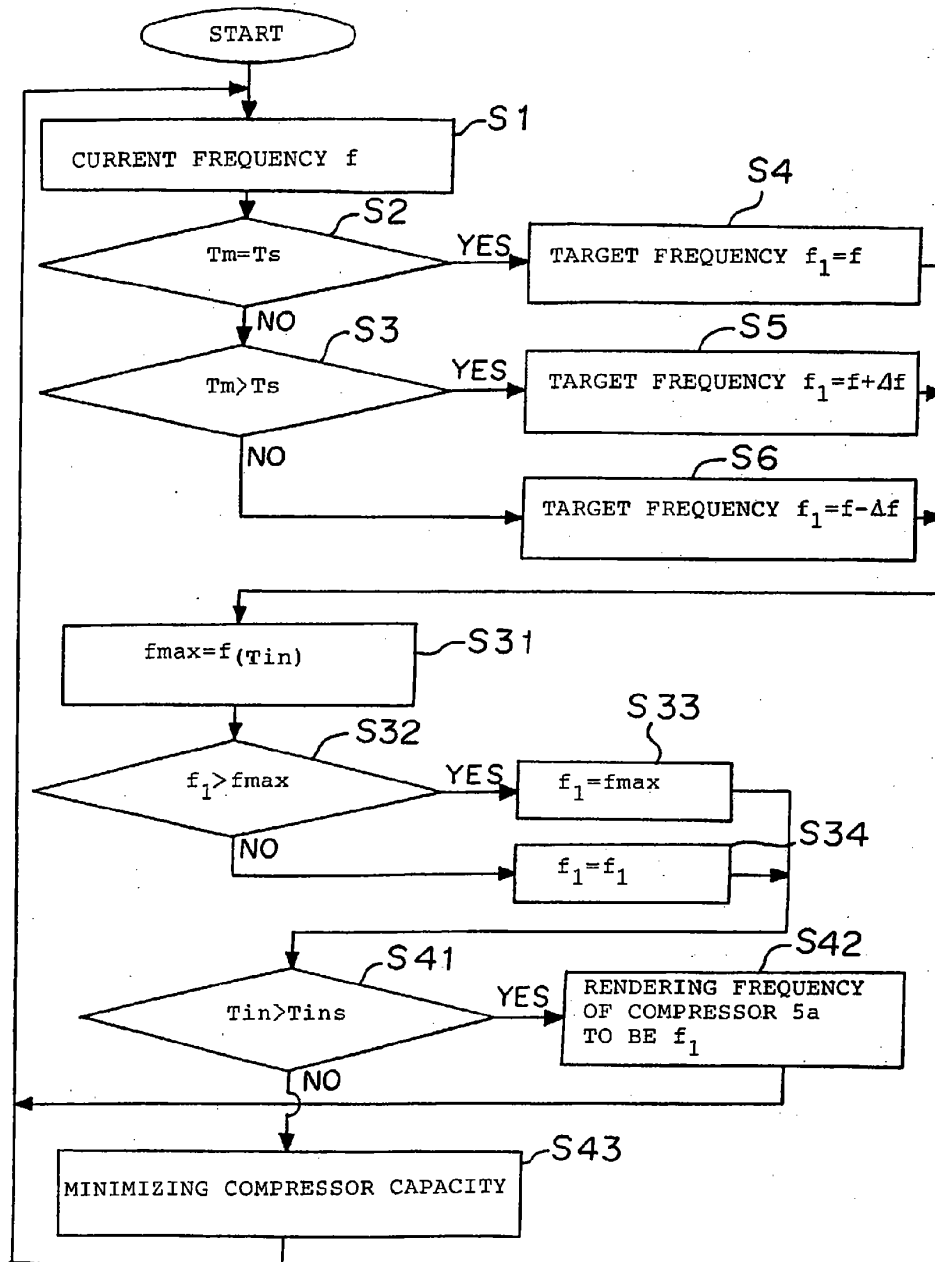 START
S1
CURRENT FREQUENCY f
S2
Tm=Ts
YES
S4
TARGET FREQUENCY f₁=f
NO
S3
Tm>Ts
YES
S5
TARGET FREQUENCY f₁=f+Δf
NO
S6
TARGET FREQUENCY f₁=f-Δf
S31
fmax=f(Tin)
S32
f₁>fmax
YES
S33
f₁=fmax
NO
S34
f₁=f₁
S41
Tin>Tins
YES
S42
RENDERING FREQUENCY
OF COMPRESSOR 5a
TO BE f₁
NO
S43
MINIMIZING COMPRESSOR CAPACITY